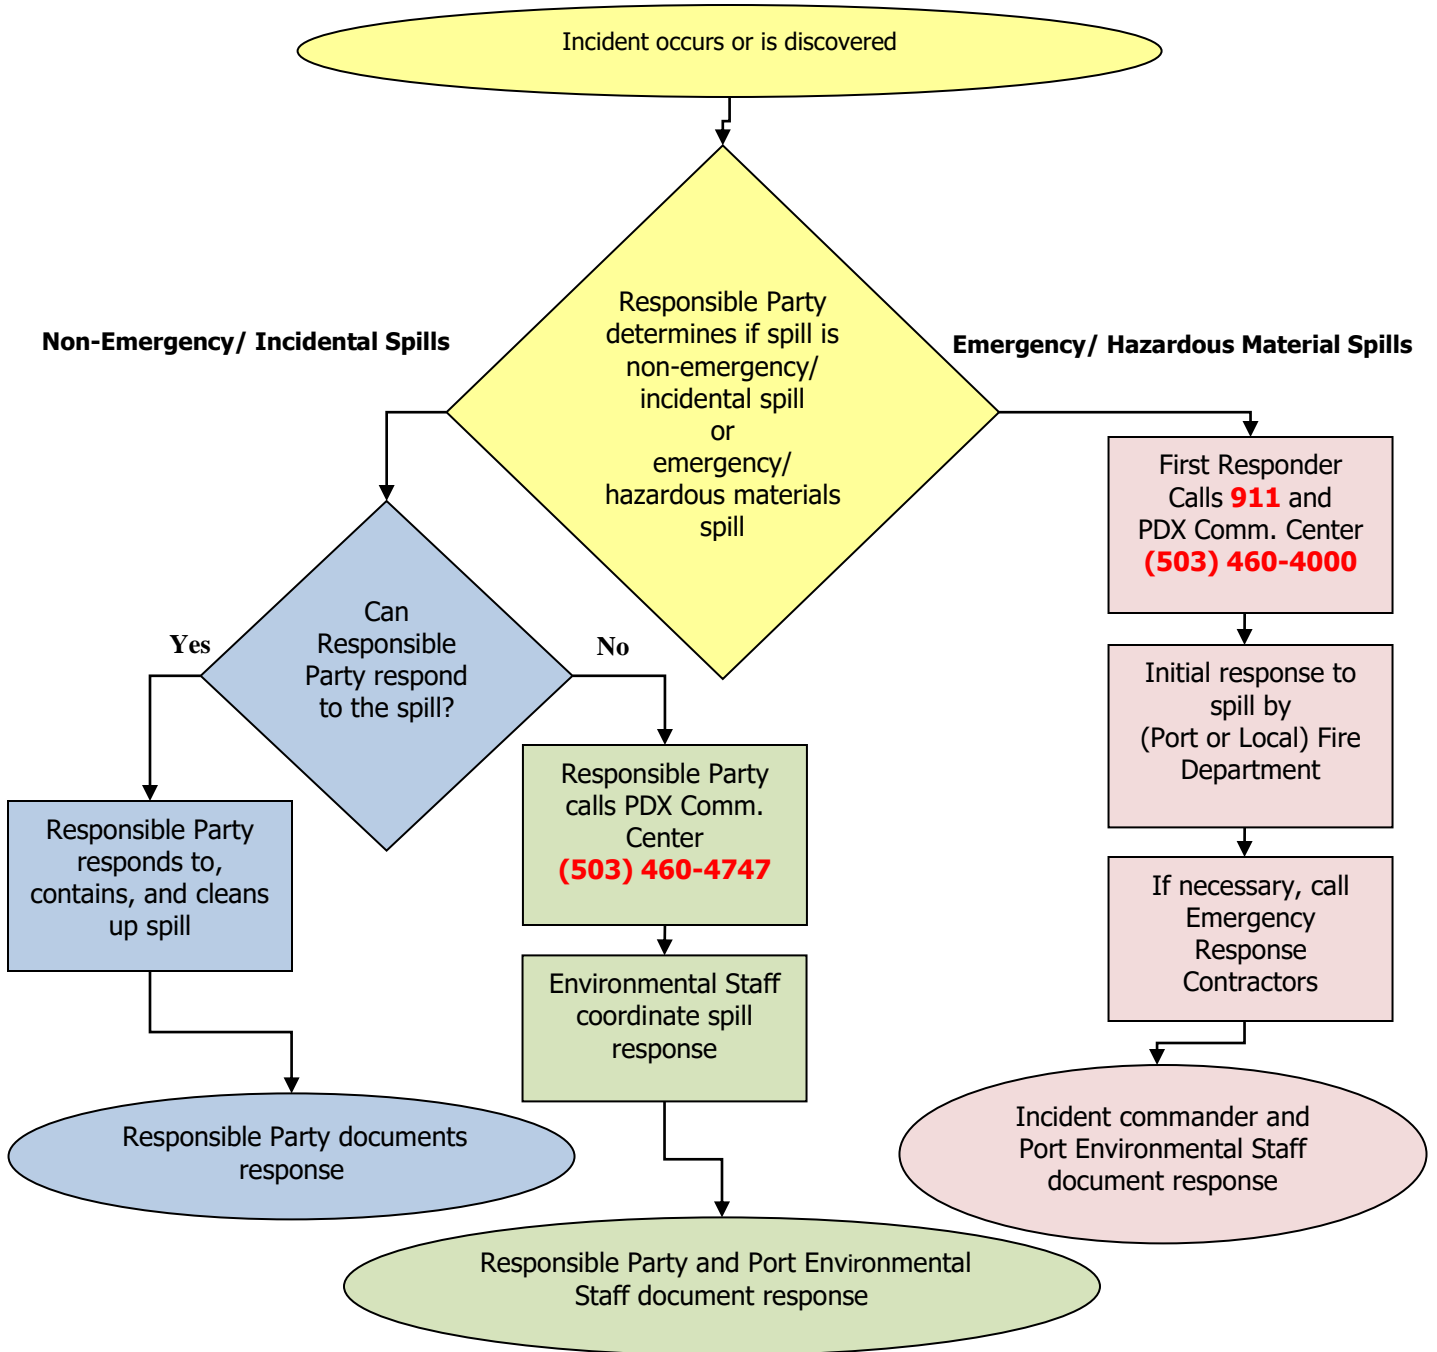 Incident occurs or is discovered
Responsible Party
determines if spill is
non-emergency/
incidental spill
or
emergency/
hazardous materials
spill
Non-Emergency/ Incidental Spills
Emergency/ Hazardous Material Spills
Can
Responsible
Party respond
to the spill?
Yes
No
Responsible Party
responds to,
contains, and cleans
up spill
Responsible Party documents
response
Responsible Party
calls PDX Comm.
Center
(503) 460-4747
Environmental Staff
coordinate spill
response
Responsible Party and Port Environmental
Staff document response
First Responder
Calls 911 and
PDX Comm. Center
(503) 460-4000
Initial response to
spill by
(Port or Local) Fire
Department
If necessary, call
Emergency
Response
Contractors
Incident commander and
Port Environmental Staff
document response